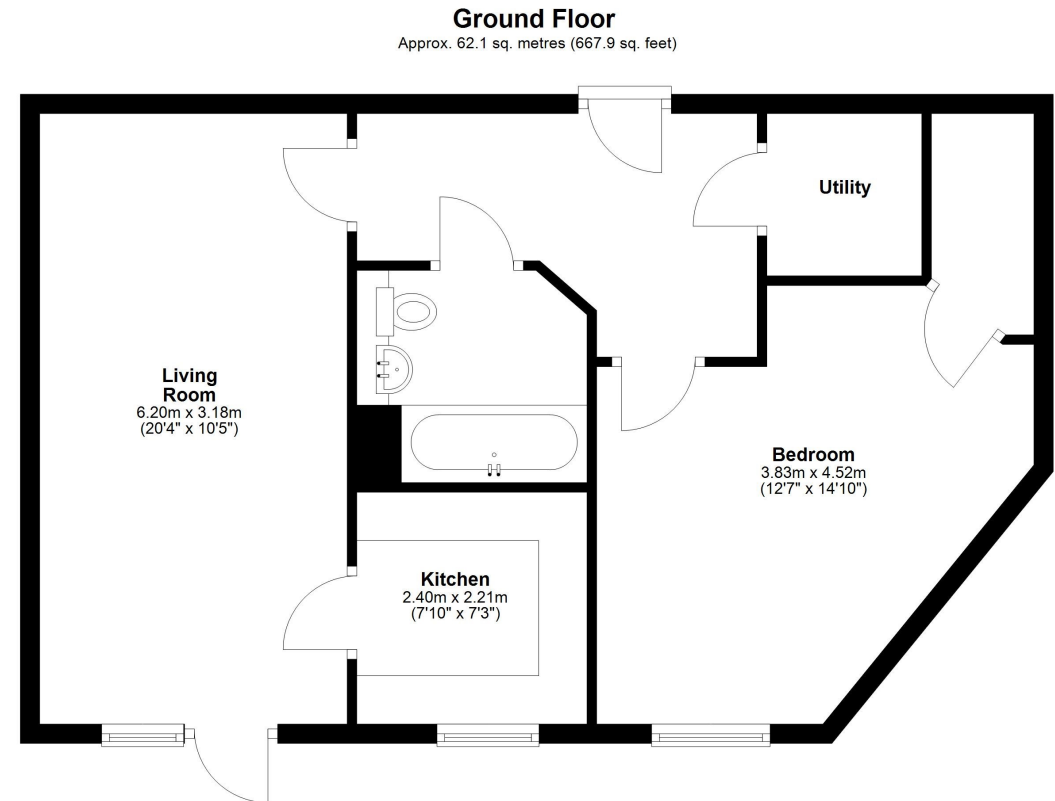 Ground Floor
Approx. 62.1 sq. metres (667.9 sq. feet)
Utility
Living
Room
6.20m x 3.18m
(20'4" x 10'5")
Bedroom
3.83m x 4.52m
(12'7" x 14'10")
Kitchen
2.40m x 2.21m
(7'10" x 7'3")